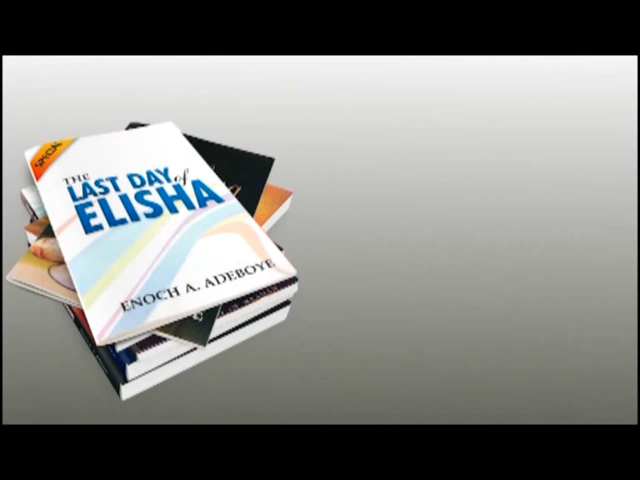 SPECIAL
THE
LAST DAY of
ELISHA
ENOCH A. ADEBOYE